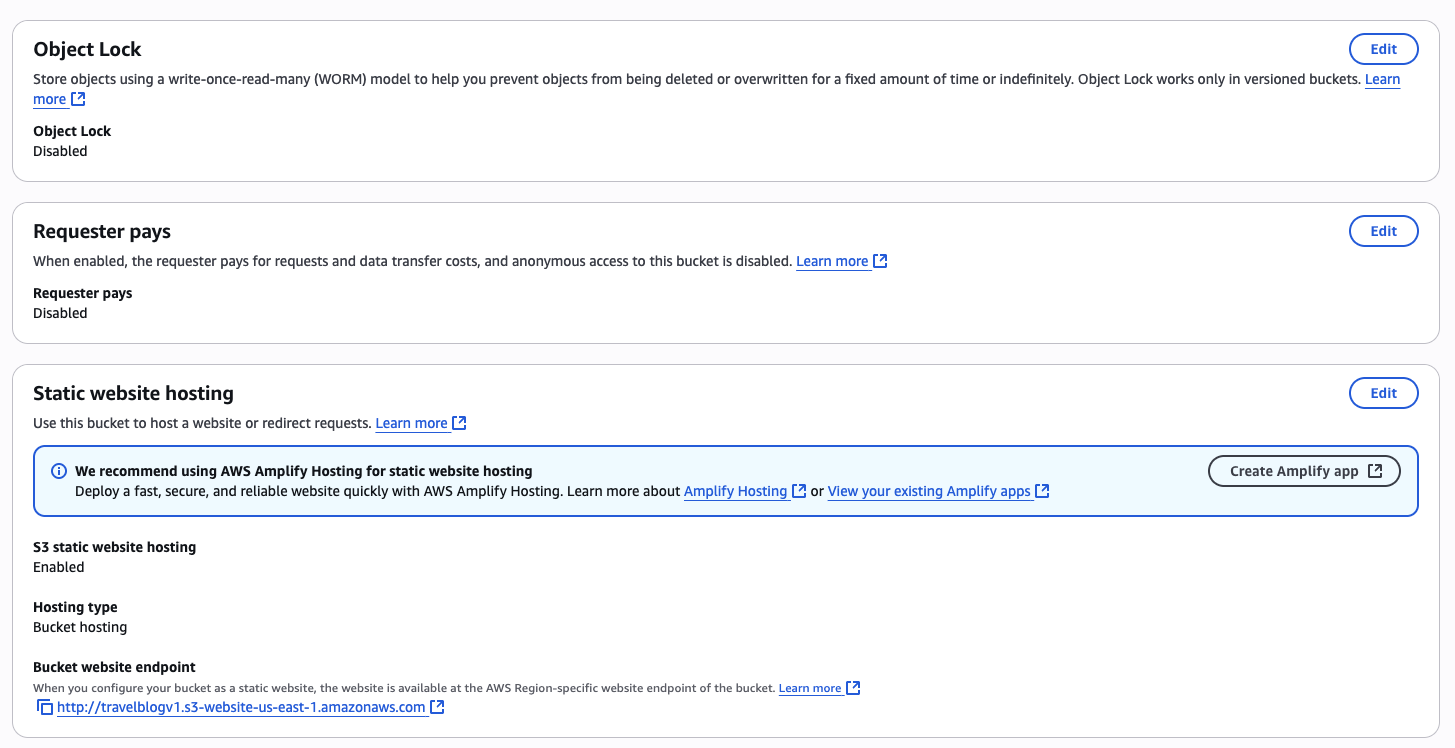 Object Lock
Edit
Store objects using a write-once-read-many (WORM) model to help you prevent objects from being deleted or overwritten for a fixed amount of time or indefinitely. Object Lock works only in versioned buckets. Learn
more
Object Lock
Disabled
Requester pays
Edit
When enabled, the requester pays for requests and data transfer costs, and anonymous access to this bucket is disabled. Learn more
Requester pays
Disabled
Static website hosting
Edit
Use this bucket to host a website or redirect requests. Learn more
We recommend using AWS Amplify Hosting for static website hosting
Create Amplify app
Deploy a fast, secure, and reliable website quickly with AWS Amplify Hosting. Learn more about Amplify Hosting or View your existing Amplify apps
S3 static website hosting
Enabled
Hosting type
Bucket hosting
Bucket website endpoint
When you configure your bucket as a static website, the website is available at the AWS Region-specific website endpoint of the bucket. Learn more
http://travelblogv1.s3-website-us-east-1.amazonaws.com